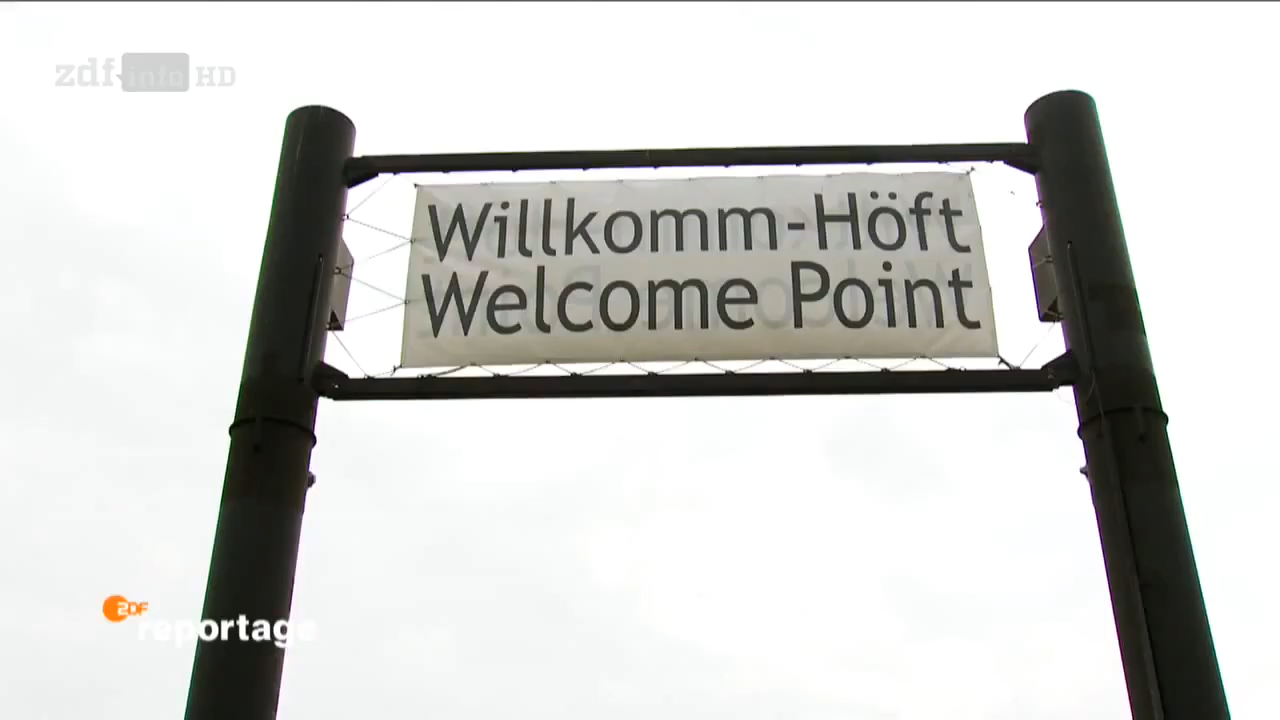 zdf info HD
Willkomm-Höft
Welcome Point
ZDF
reportage